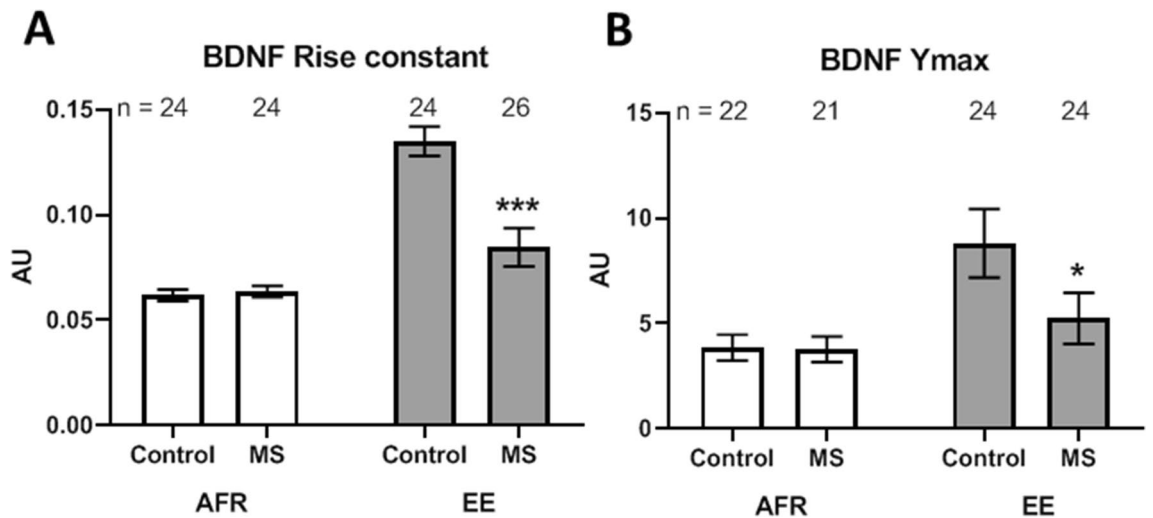 A
BDNF Rise constant
n = 24 24 24 26
0.15
0.10
0.05
0.00
AU
***
Control MS Control MS
AFR EE
B
BDNF Ymax
n = 22 21 24 24
15
10
5
0
AU
*
Control MS Control MS
AFR EE